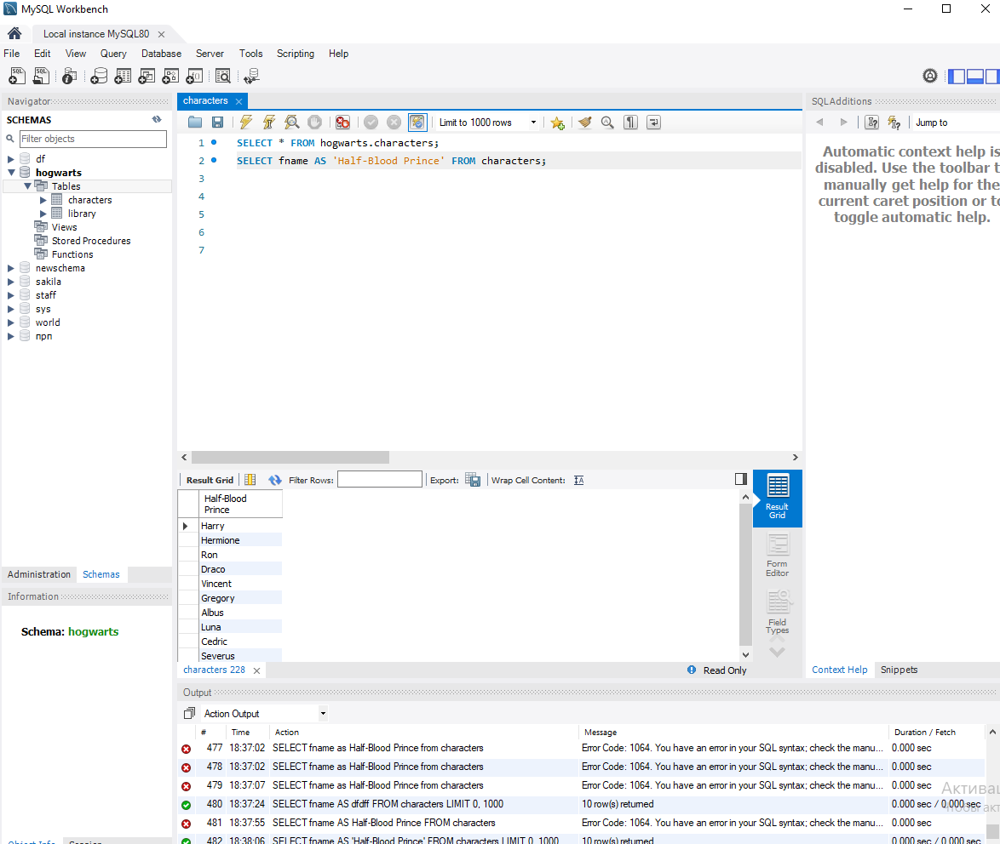 MySQL Workbench
Local instance MySQL80
File Edit View Query Database Server Tools Scripting Help
Navigator
SCHEMAS
Filter objects
df
hogwarts
Tables
characters
library
Views
Stored Procedures
Functions
newschema
sakila
staff
sys
world
прп
Administration Schemas
Information
Schema: hogwarts
characters
Limit to 1000 rows
1 SELECT * FROM hogwarts.characters;
2 SELECT fname AS 'Half-Blood Prince' FROM characters;
3
4
5
6
7
Result Grid Filter Rows: Export: Wrap Cell Content:
Half-Blood
Prince
Harry
Hermione
Ron
Draco
Vincent
Gregory
Albus
Luna
Cedric
Severus
Result
Grid
Form
Editor
Field
Types
characters 228
Read Only
SQLAdditions
Jump to
Automatic context help is
disabled. Use the toolbar t
manually get help for the
current caret position or to
toggle automatic help.
Context Help Snippets
Output
Action Output
# Time Action Message Duration / Fetch
477 18:37:02 SELECT fname as Half-Blood Prince from characters Error Code: 1064. You have an error in your SQL syntax; check the manu... 0.000 sec
478 18:37:02 SELECT fname as Half-Blood Prince from characters Error Code: 1064. You have an error in your SQL syntax; check the manu... 0.000 sec
479 18:37:07 SELECT fname as Half-Blood Prince from characters Error Code: 1064. You have an error in your SQL syntax; check the manu... 0.000 sec
480 18:37:24 SELECT fname AS dfdff FROM characters LIMIT 0, 1000 10 row(s) returned 0.000 sec / 0.000 sec
481 18:37:55 SELECT fname AS Half-Blood Prince FROM characters Error Code: 1064. You have an error in your SQL syntax; check the manu... 0.000 sec
482 18:38:06 SELECT fname AS 'Half-Blood Prince' FROM characters LIMIT 0, 1000 10 row(s) returned 0.000 sec / 0.000 sec
Активац
Object Info Session